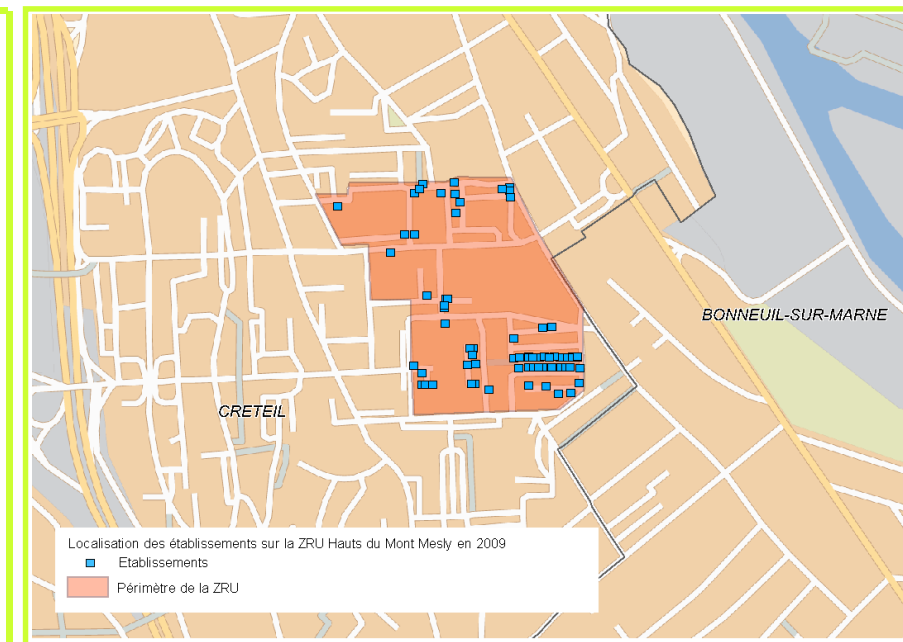 BONNEUIL-SUR-MARNE
CRETEIL
Localisation des établissements sur la ZRU Hauts du Mont Mesly en 2009
Etablissements
Périmètre de la ZRU